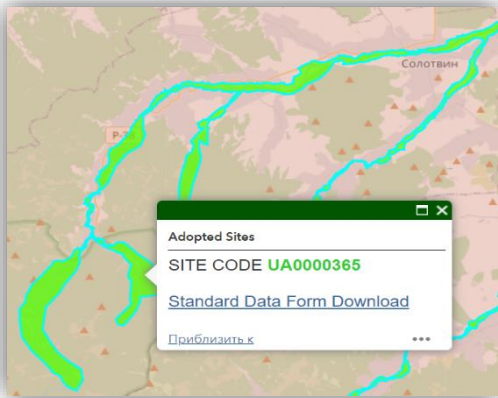 Солотвин
Adopted Sites
SITE CODE UA0000365
Standard Data Form Download
Приблизить к
•••